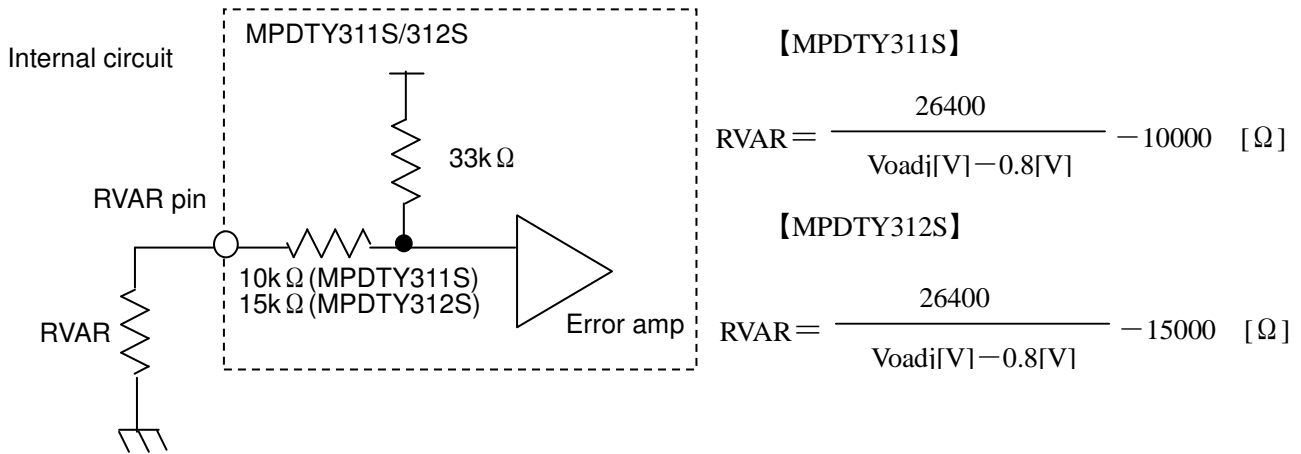 MPDTY311S/312S
Internal circuit
33kΩ
RVAR pin
10kΩ(MPDTY311S)
15kΩ(MPDTY312S)
RVAR
Error amp
【MPDTY311S】
RVAR＝ 26400 －10000 [Ω]
Voadj[V]－0.8[V]
【MPDTY312S】
RVAR＝ 26400 －15000 [Ω]
Voadj[V]－0.8[V]